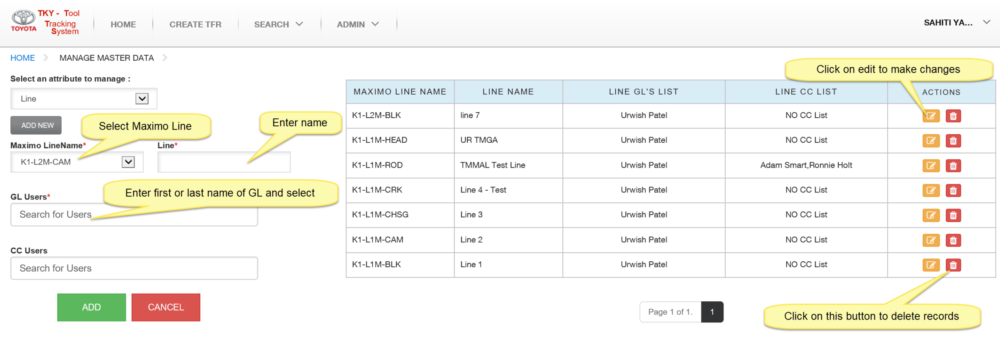 TKY - Tool
Tracking
System
TOYOTA
HOME
CREATE TFR
SEARCH
ADMIN
SAHITI YA...
HOME
MANAGE MASTER DATA
Select an attribute to manage :
Line
ADD NEW
Select Maximo Line
Enter name
Maximo LineName*
Line*
K1-L2M-CAM
Enter first or last name of GL and select
GL Users*
Search for Users
CC Users
Search for Users
ADD
CANCEL
Click on edit to make changes
MAXIMO LINE NAME LINE NAME LINE GL'S LIST LINE CC LIST ACTIONS
K1-L2M-BLK line 7 Urwish Patel NO CC List
K1-L1M-HEAD UR TMGA Urwish Patel NO CC List
K1-L1M-ROD TMMAL Test Line Urwish Patel Adam Smart,Ronnie Holt
K1-L1M-CRK Line 4 - Test Urwish Patel NO CC List
K1-L1M-CHSG Line 3 Urwish Patel NO CC List
K1-L1M-CAM Line 2 Urwish Patel NO CC List
K1-L1M-BLK Line 1 Urwish Patel NO CC List
Page 1 of 1. 1
Click on this button to delete records